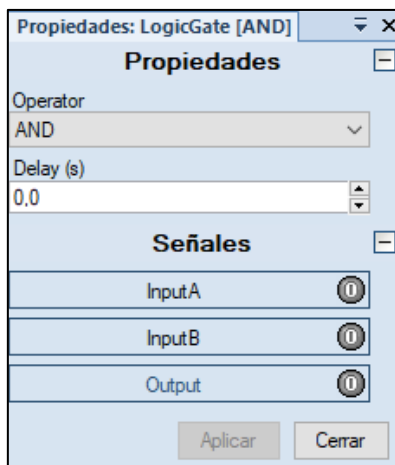 Propiedades: LogicGate [AND]
Propiedades
Operator
AND
Delay (s)
0,0
Señales
InputA
0
InputB
0
Output
0
Aplicar
Cerrar